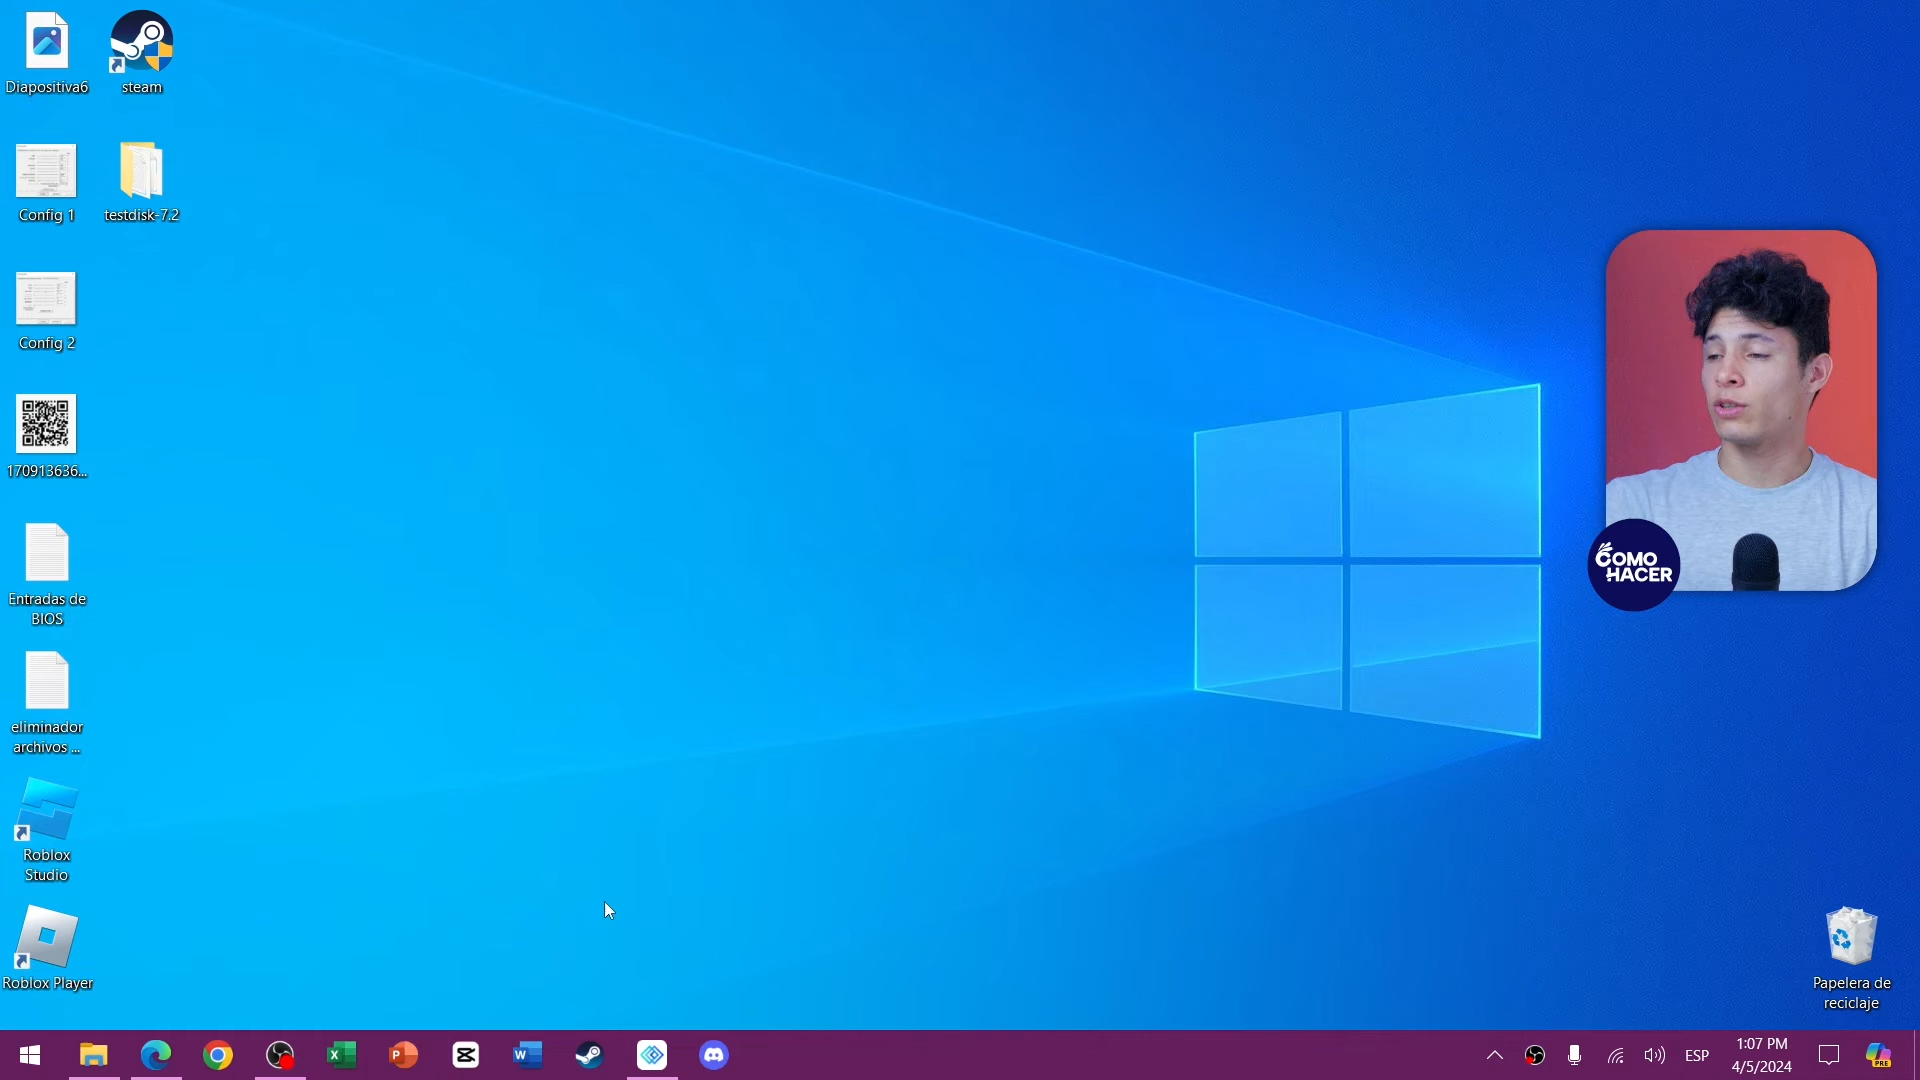 Diapositiva6
steam
Config 1
testdisk-7.2
Config 2
170913636...
Entradas de
BIOS
eliminador
archivos ...
Roblox
Studio
Roblox Player
COMO
HACER
Papelera de
reciclaje
ESP
1:07 PM
4/5/2024
PRE